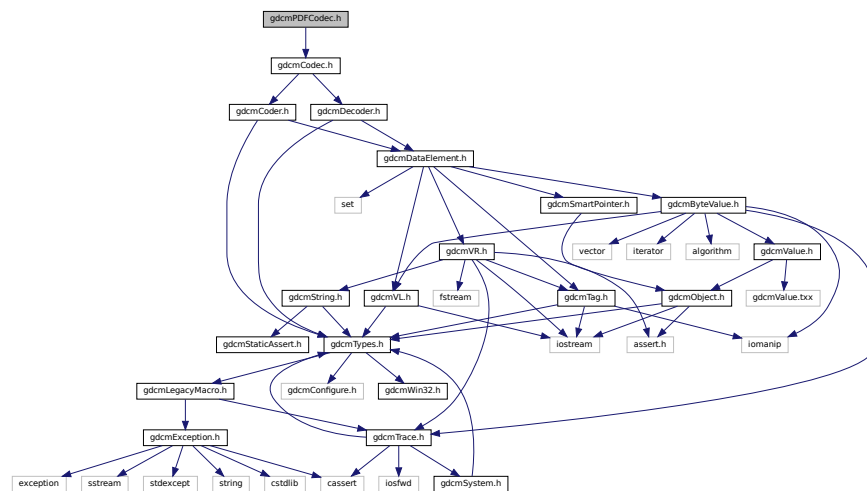 gdcmPDFCodec.h
gdcmCodec.h
gdcmCoder.h
gdcmDecoder.h
gdcmDataElement.h
set
gdcmSmartPointer.h
gdcmByteValue.h
gdcmVR.h
vector
iterator
algorithm
gdcmValue.h
gdcmString.h
gdcmVL.h
fstream
gdcmTag.h
gdcmObject.h
gdcmValue.txx
gdcmStaticAssert.h
gdcmTypes.h
iostream
assert.h
iomanip
gdcmLegacyMacro.h
gdcmConfigure.h
gdcmWin32.h
gdcmException.h
gdcmTrace.h
exception
sstream
stdexcept
string
cstdlib
cassert
iosfwd
gdcmSystem.h